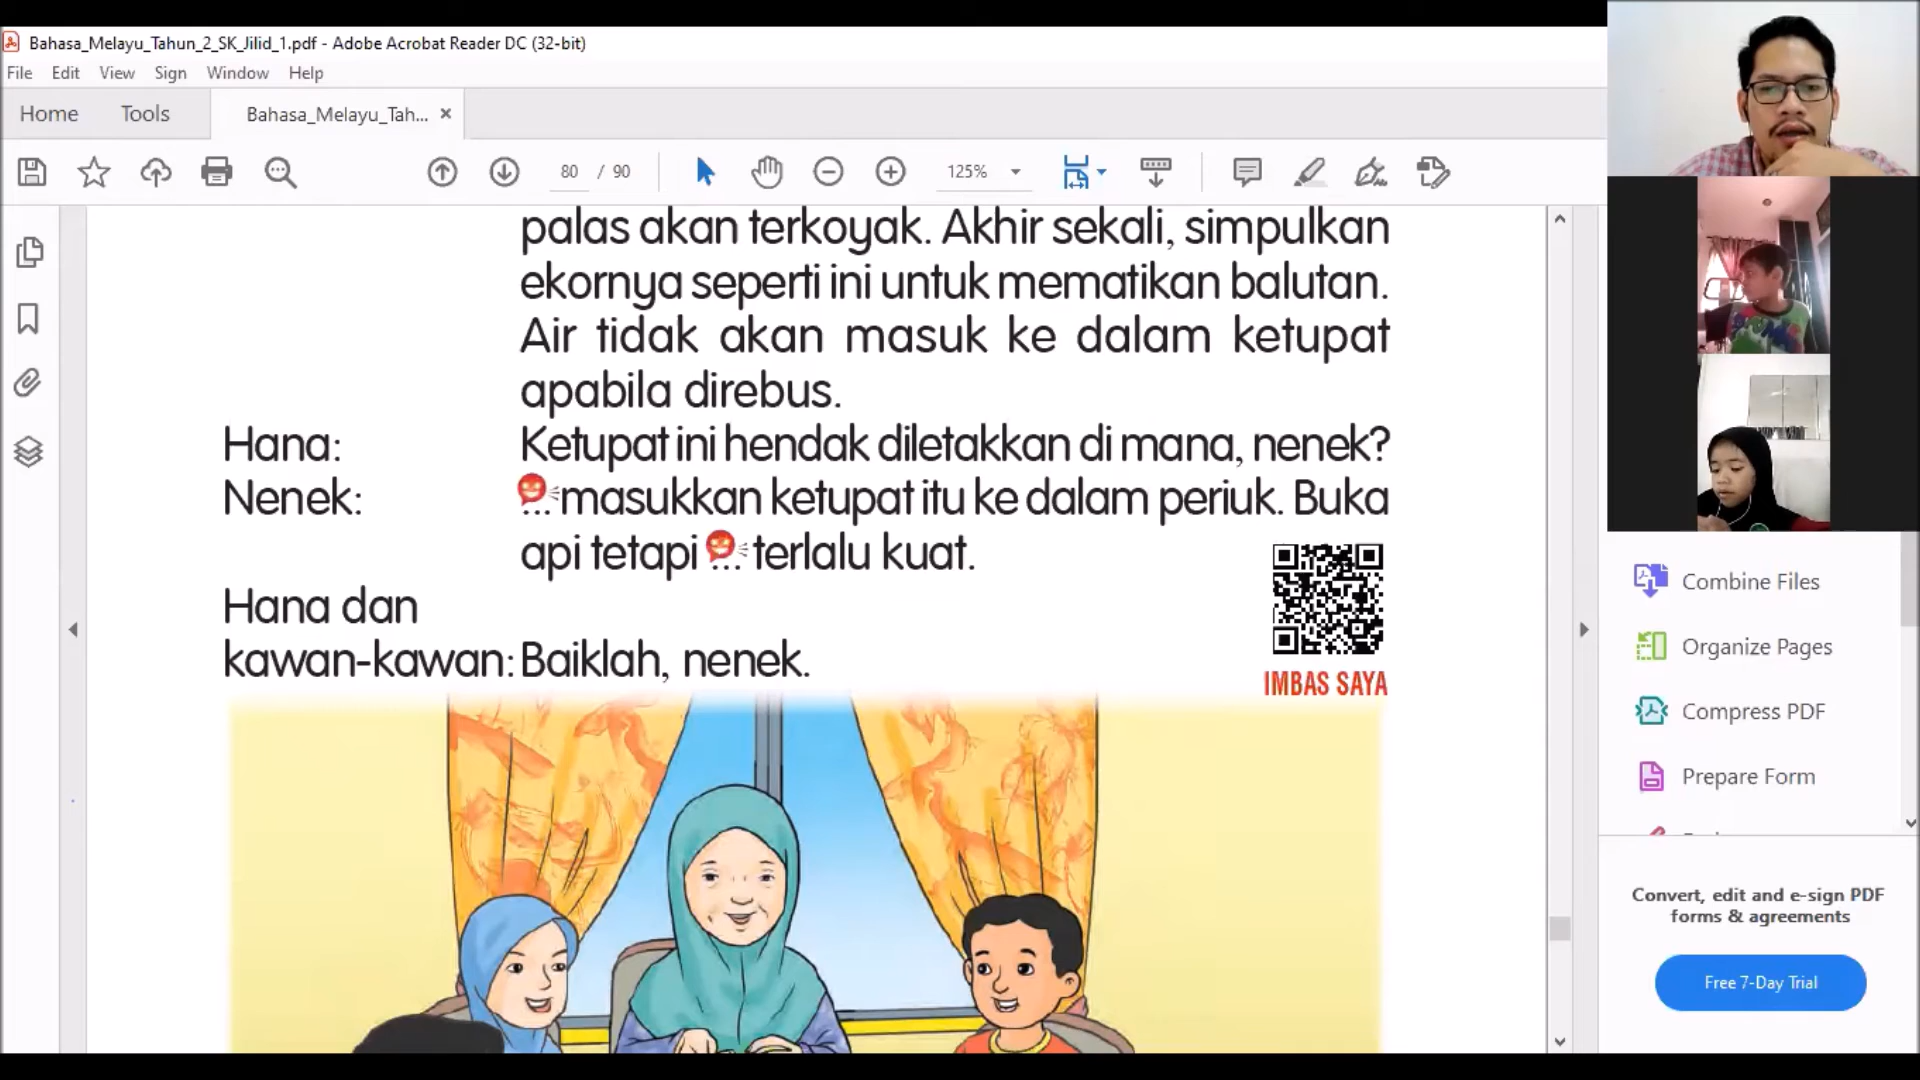 Bahasa_Melayu_Tahun_2_SK_Jilid_1.pdf - Adobe Acrobat Reader DC (32-bit)
File Edit View Sign Window Help
Home Tools Bahasa_Melayu_Tah... ×
80 / 90 125%
palas akan terkoyak. Akhir sekali, simpulkan
ekornya seperti ini untuk mematikan balutan.
Air tidak akan masuk ke dalam ketupat
apabila direbus.
Hana: Ketupat ini hendak diletakkan di mana, nenek?
Nenek: ... masukkan ketupat itu ke dalam periuk. Buka
api tetapi ... terlalu kuat.
Hana dan
kawan-kawan: Baiklah, nenek.
IMBAS SAYA
Combine Files
Organize Pages
Compress PDF
Prepare Form
Convert, edit and e-sign PDF
forms & agreements
Free 7-Day Trial